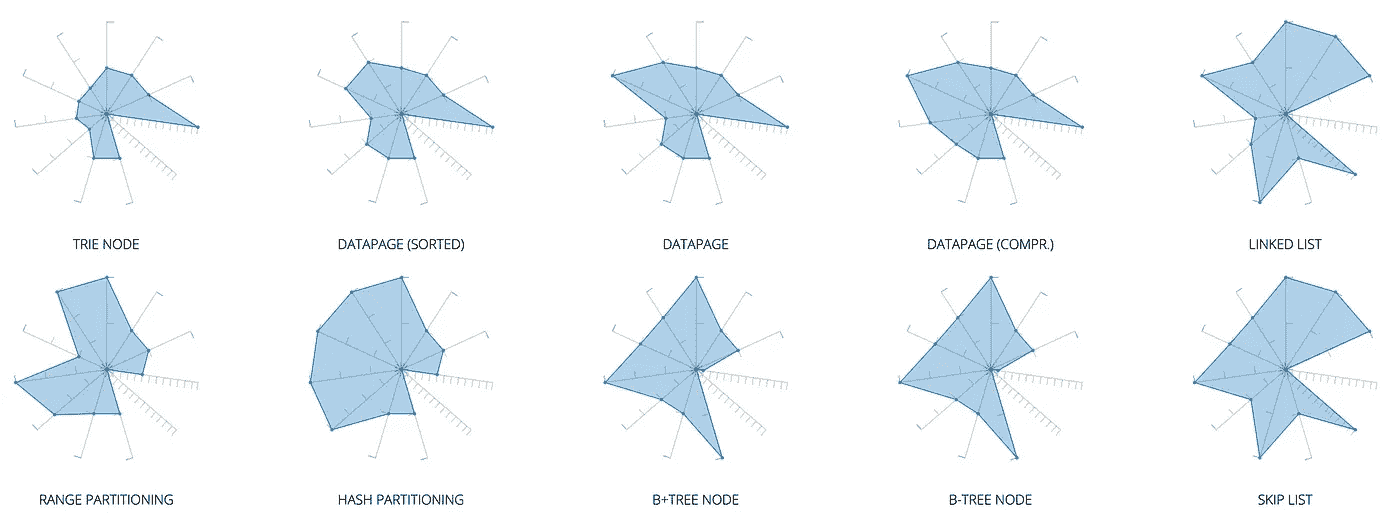 TRIE NODE
DATAPAGE (SORTED)
DATAPAGE
DATAPAGE (COMPR.)
LINKED LIST
RANGE PARTITIONING
HASH PARTITIONING
B+TREE NODE
B-TREE NODE
SKIP LIST